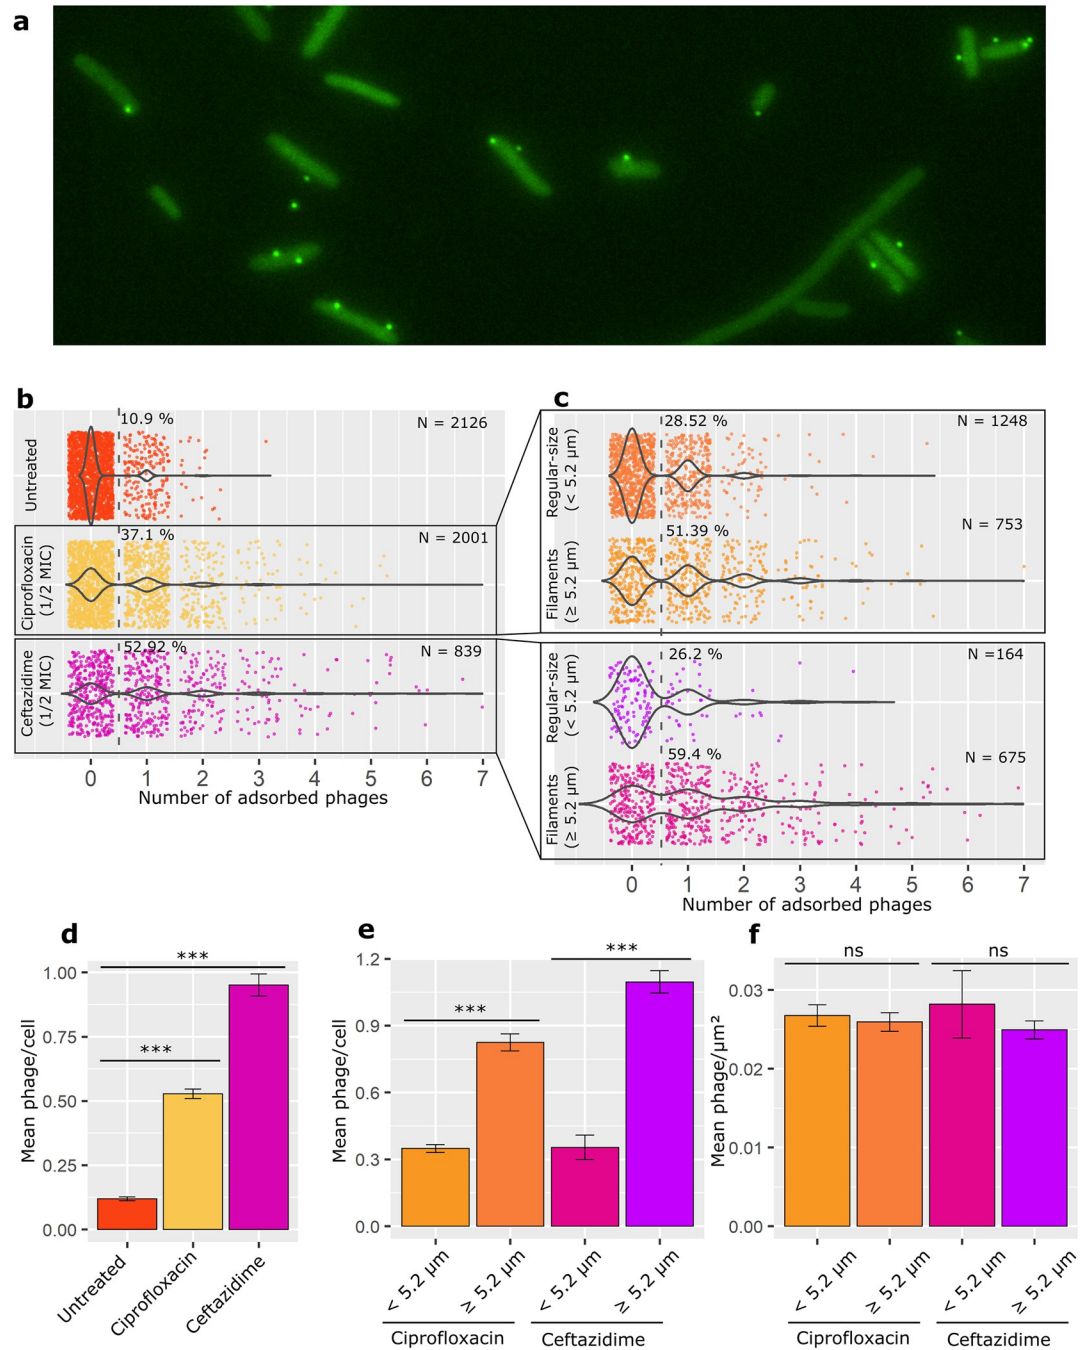 a
b
10.9 %
N = 2126
Untreated
37.1 %
N = 2001
Ciprofloxacin
(1/2 MIC)
52.92 %
N = 839
Ceftazidime
(1/2 MIC)
0 1 2 3 4 5 6 7
Number of adsorbed phages
c
28.52 %
N = 1248
Regular-size
(< 5.2 µm)
51.39 %
N = 753
Filaments
(≥ 5.2 µm)
26.2 %
N =164
Regular-size
(< 5.2 µm)
59.4 %
N = 675
Filaments
(≥ 5.2 µm)
0 1 2 3 4 5 6 7
Number of adsorbed phages
d
***
***
1.00
0.75
0.50
0.25
0.00
Mean phage/cell
Untreated
Ciprofloxacin
Ceftazidime
e
***
***
1.2
0.9
0.6
0.3
0.0
Mean phage/cell
< 5.2 µm
≥ 5.2 µm
< 5.2 µm
≥ 5.2 µm
Ciprofloxacin
Ceftazidime
f
ns
ns
0.03
0.02
0.01
0.00
Mean phage/µm²
< 5.2 µm
≥ 5.2 µm
< 5.2 µm
≥ 5.2 µm
Ciprofloxacin
Ceftazidime